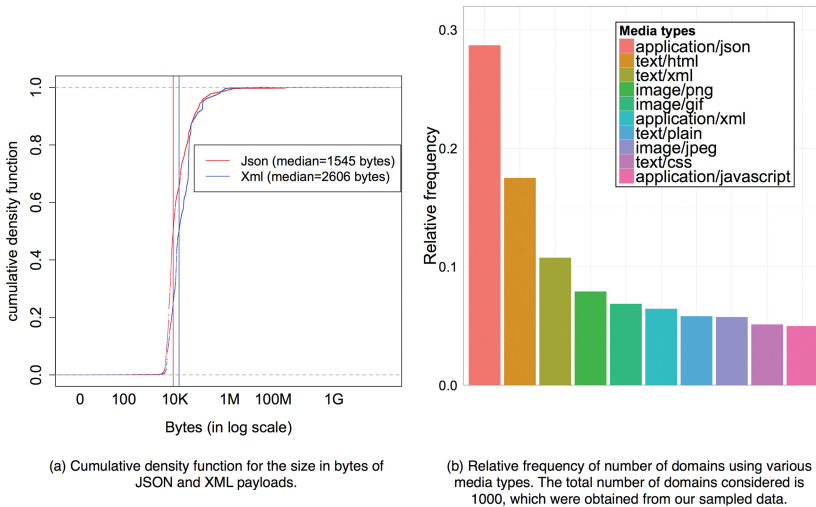 1.0
0.8
0.6
0.4
0.2
0.0
cumulative density function
Json (median=1545 bytes)
Xml (median=2606 bytes)
0 100 10K 1M 100M 1G
Bytes (in log scale)
(a) Cumulative density function for the size in bytes of
JSON and XML payloads.
0.3
0.2
0.1
0.0
Relative frequency
Media types
application/json
text/html
text/xml
image/png
image/gif
application/xml
text/plain
image/jpeg
text/css
application/javascript
(b) Relative frequency of number of domains using various
media types. The total number of domains considered is
1000, which were obtained from our sampled data.